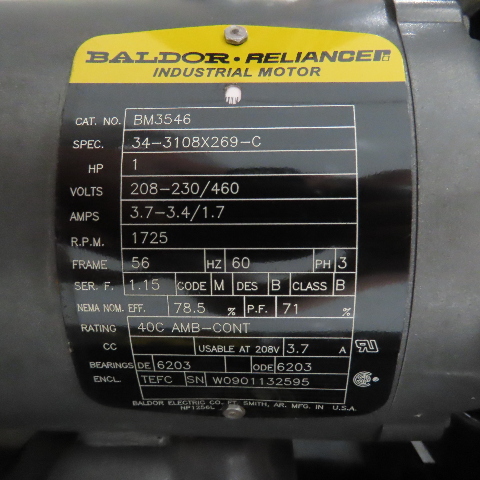 BALDOR • RELIANCE
INDUSTRIAL MOTOR
CAT. NO. BM3546
SPEC. 34-3108X269-C
HP 1
VOLTS 208-230/460
AMPS 3.7-3.4/1.7
R.P.M. 1725
FRAME 56 HZ 60 PH 3
SER. F. 1.15 CODE M DES B CLASS B
NEMA NOM. EFF. 78.5 % P.F. 71 %
RATING 40C AMB-CONT
CC USABLE AT 208V 3.7 A
BEARINGS DE 6203 ODE 6203
ENCL. TEFC SN W0901132595
BALDOR ELECTRIC CO. FT. SMITH, AR. MFG. IN U.S.A.